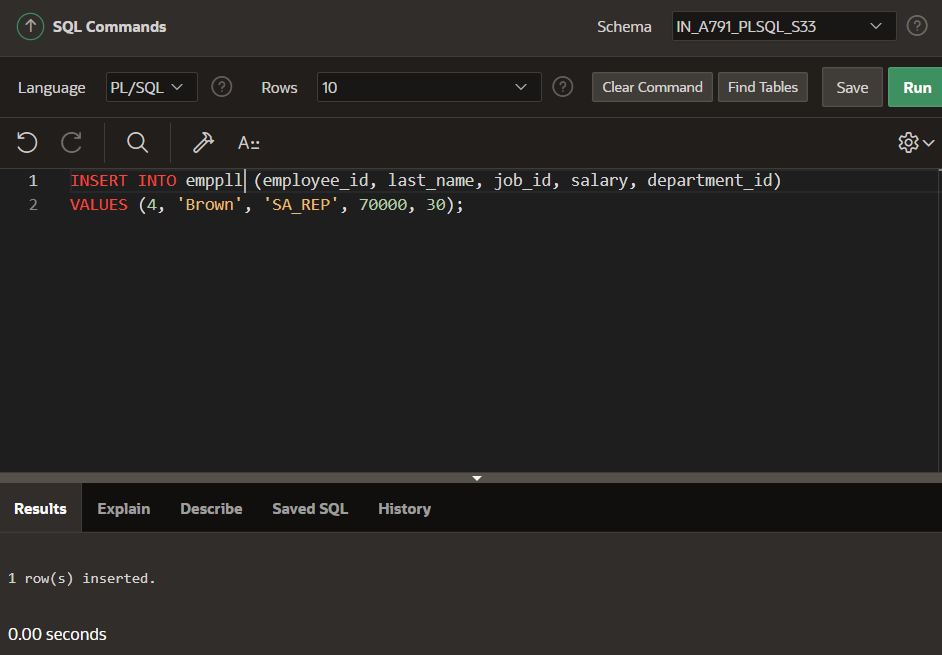 SQL Commands
Schema
IN_A791_PLSQL_S33
?
Language
PL/SQL
?
Rows
10
?
Clear Command
Find Tables
Save
Run
A::
1 INSERT INTO emppll (employee_id, last_name, job_id, salary, department_id)
2 VALUES (4, 'Brown', 'SA_REP', 70000, 30);
Results Explain Describe Saved SQL History
1 row(s) inserted.
0.00 seconds